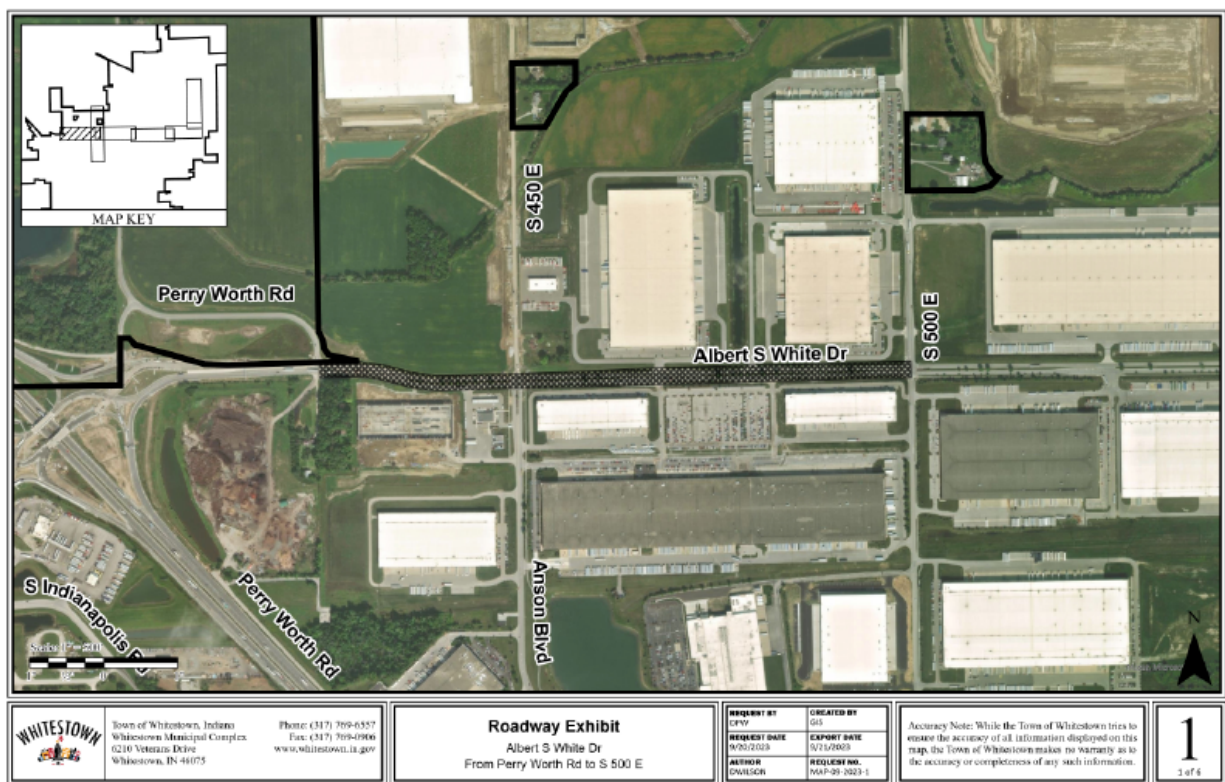 MAP KEY
Perry Worth Rd
S 450 E
Albert S White Dr
S 500 E
S Indianapolis Rd
Perry Worth Rd
Anson Blvd
N
WHITESTOWN
Town of Whitestown, Indiana
Whitestown Municipal Complex
6210 Veterans Drive
Whitestown, IN 46075
Phone: (317) 769-6557
Fax: (317) 769-0906
www.whitestown.in.gov
Roadway Exhibit
Albert S White Dr
From Perry Worth Rd to S 500 E
REQUEST BY
DPW
CREATED BY
GIS
REQUEST DATE
9/20/2023
EXPORT DATE
9/21/2023
AUTHOR
DWILSON
REQUEST NO.
MAP-09-2023-1
Accuracy Note: While the Town of Whitestown tries to
ensure the accuracy of all information displayed on this
map, the Town of Whitestown makes no warranty as to
the accuracy or completeness of any such information.
1
1 of 6